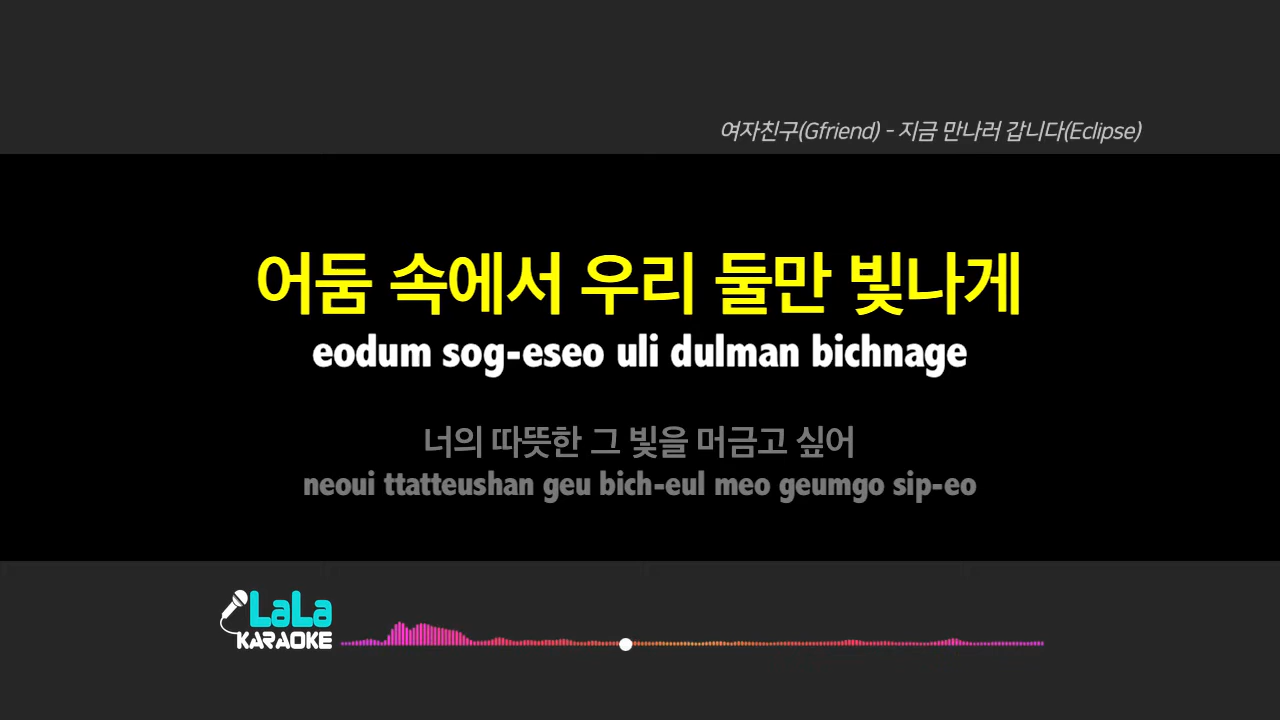 여자친구(Gfriend) - 지금 만나러 갑니다(Eclipse)
어둠 속에서 우리 둘만 빛나게
eodum sog-eseo uli dulman bichnage
너의 따뜻한 그 빛을 머금고 싶어
neoui ttatteushan geu bich-eul meo geumgo sip-eo
LaLa
KARAOKE